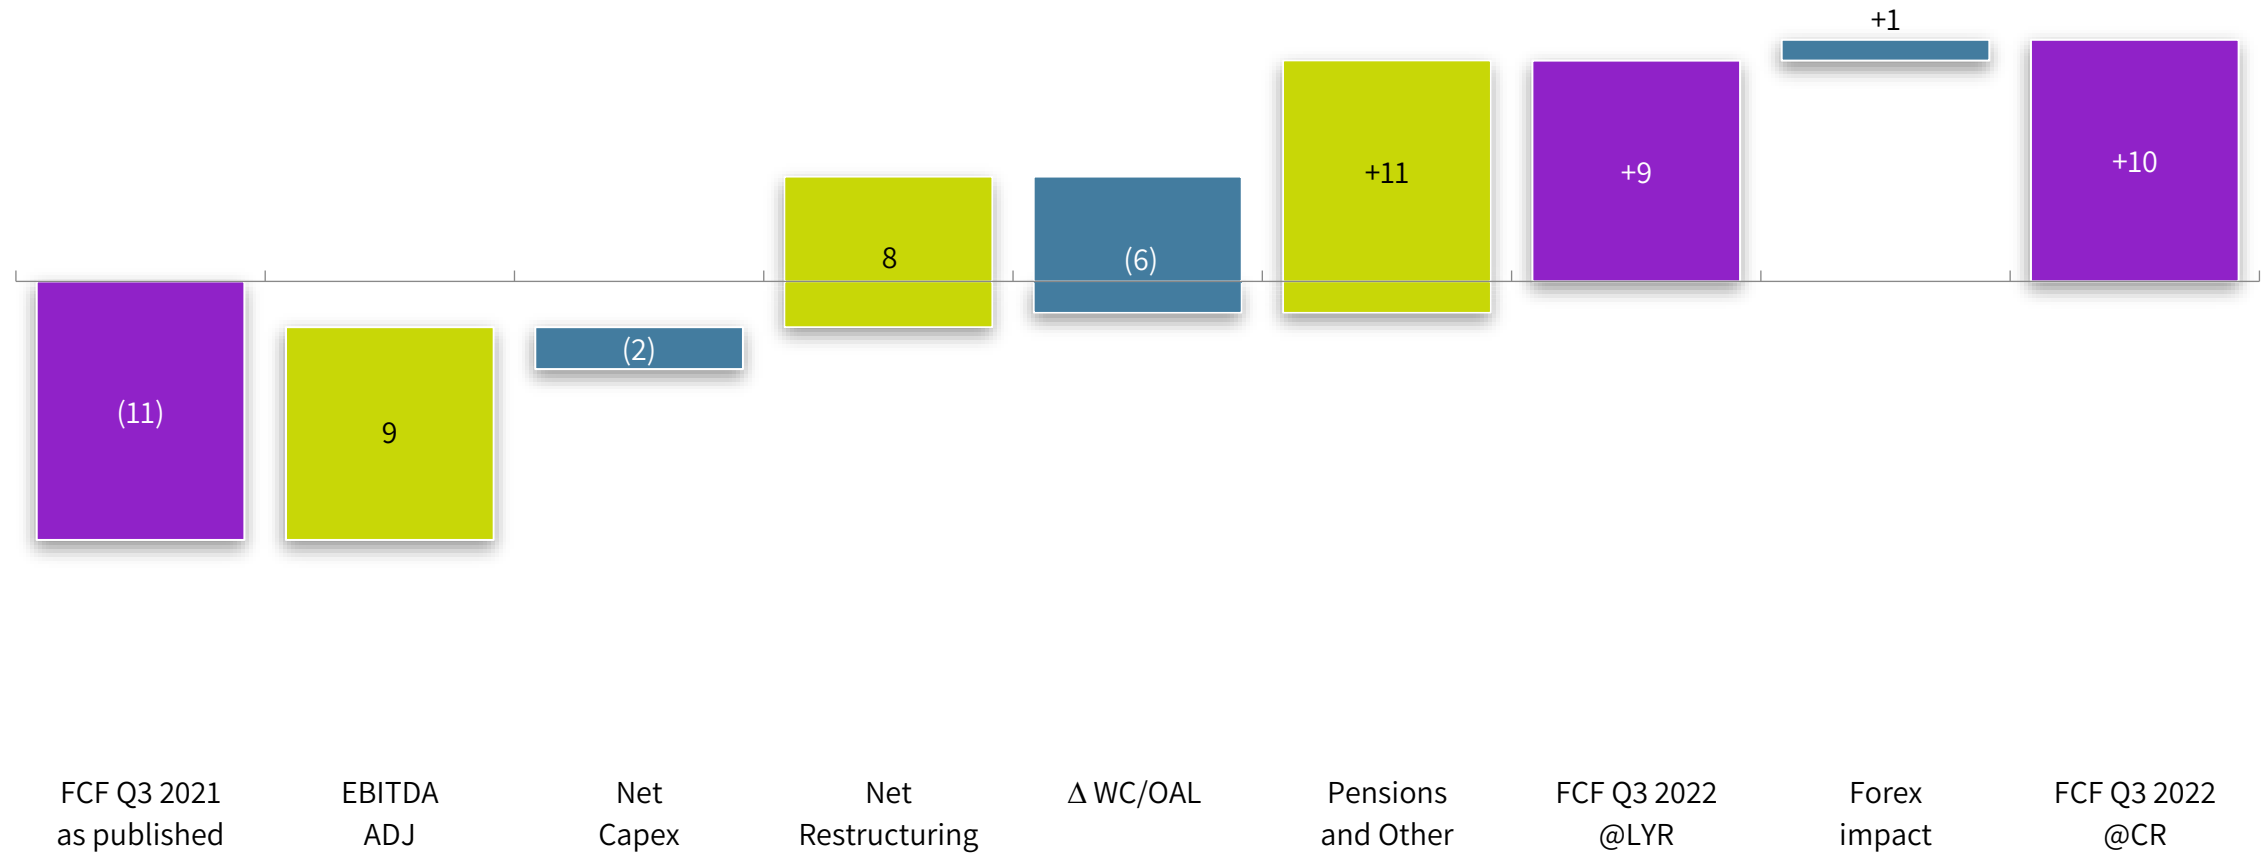 +1
+11
+9
+10
8
(6)
(2)
(11)
9
FCF Q3 2021
as published
EBITDA
ADJ
Net
Capex
Net
Restructuring
Δ WC/OAL
Pensions
and Other
FCF Q3 2022
@LYR
Forex
impact
FCF Q3 2022
@CR